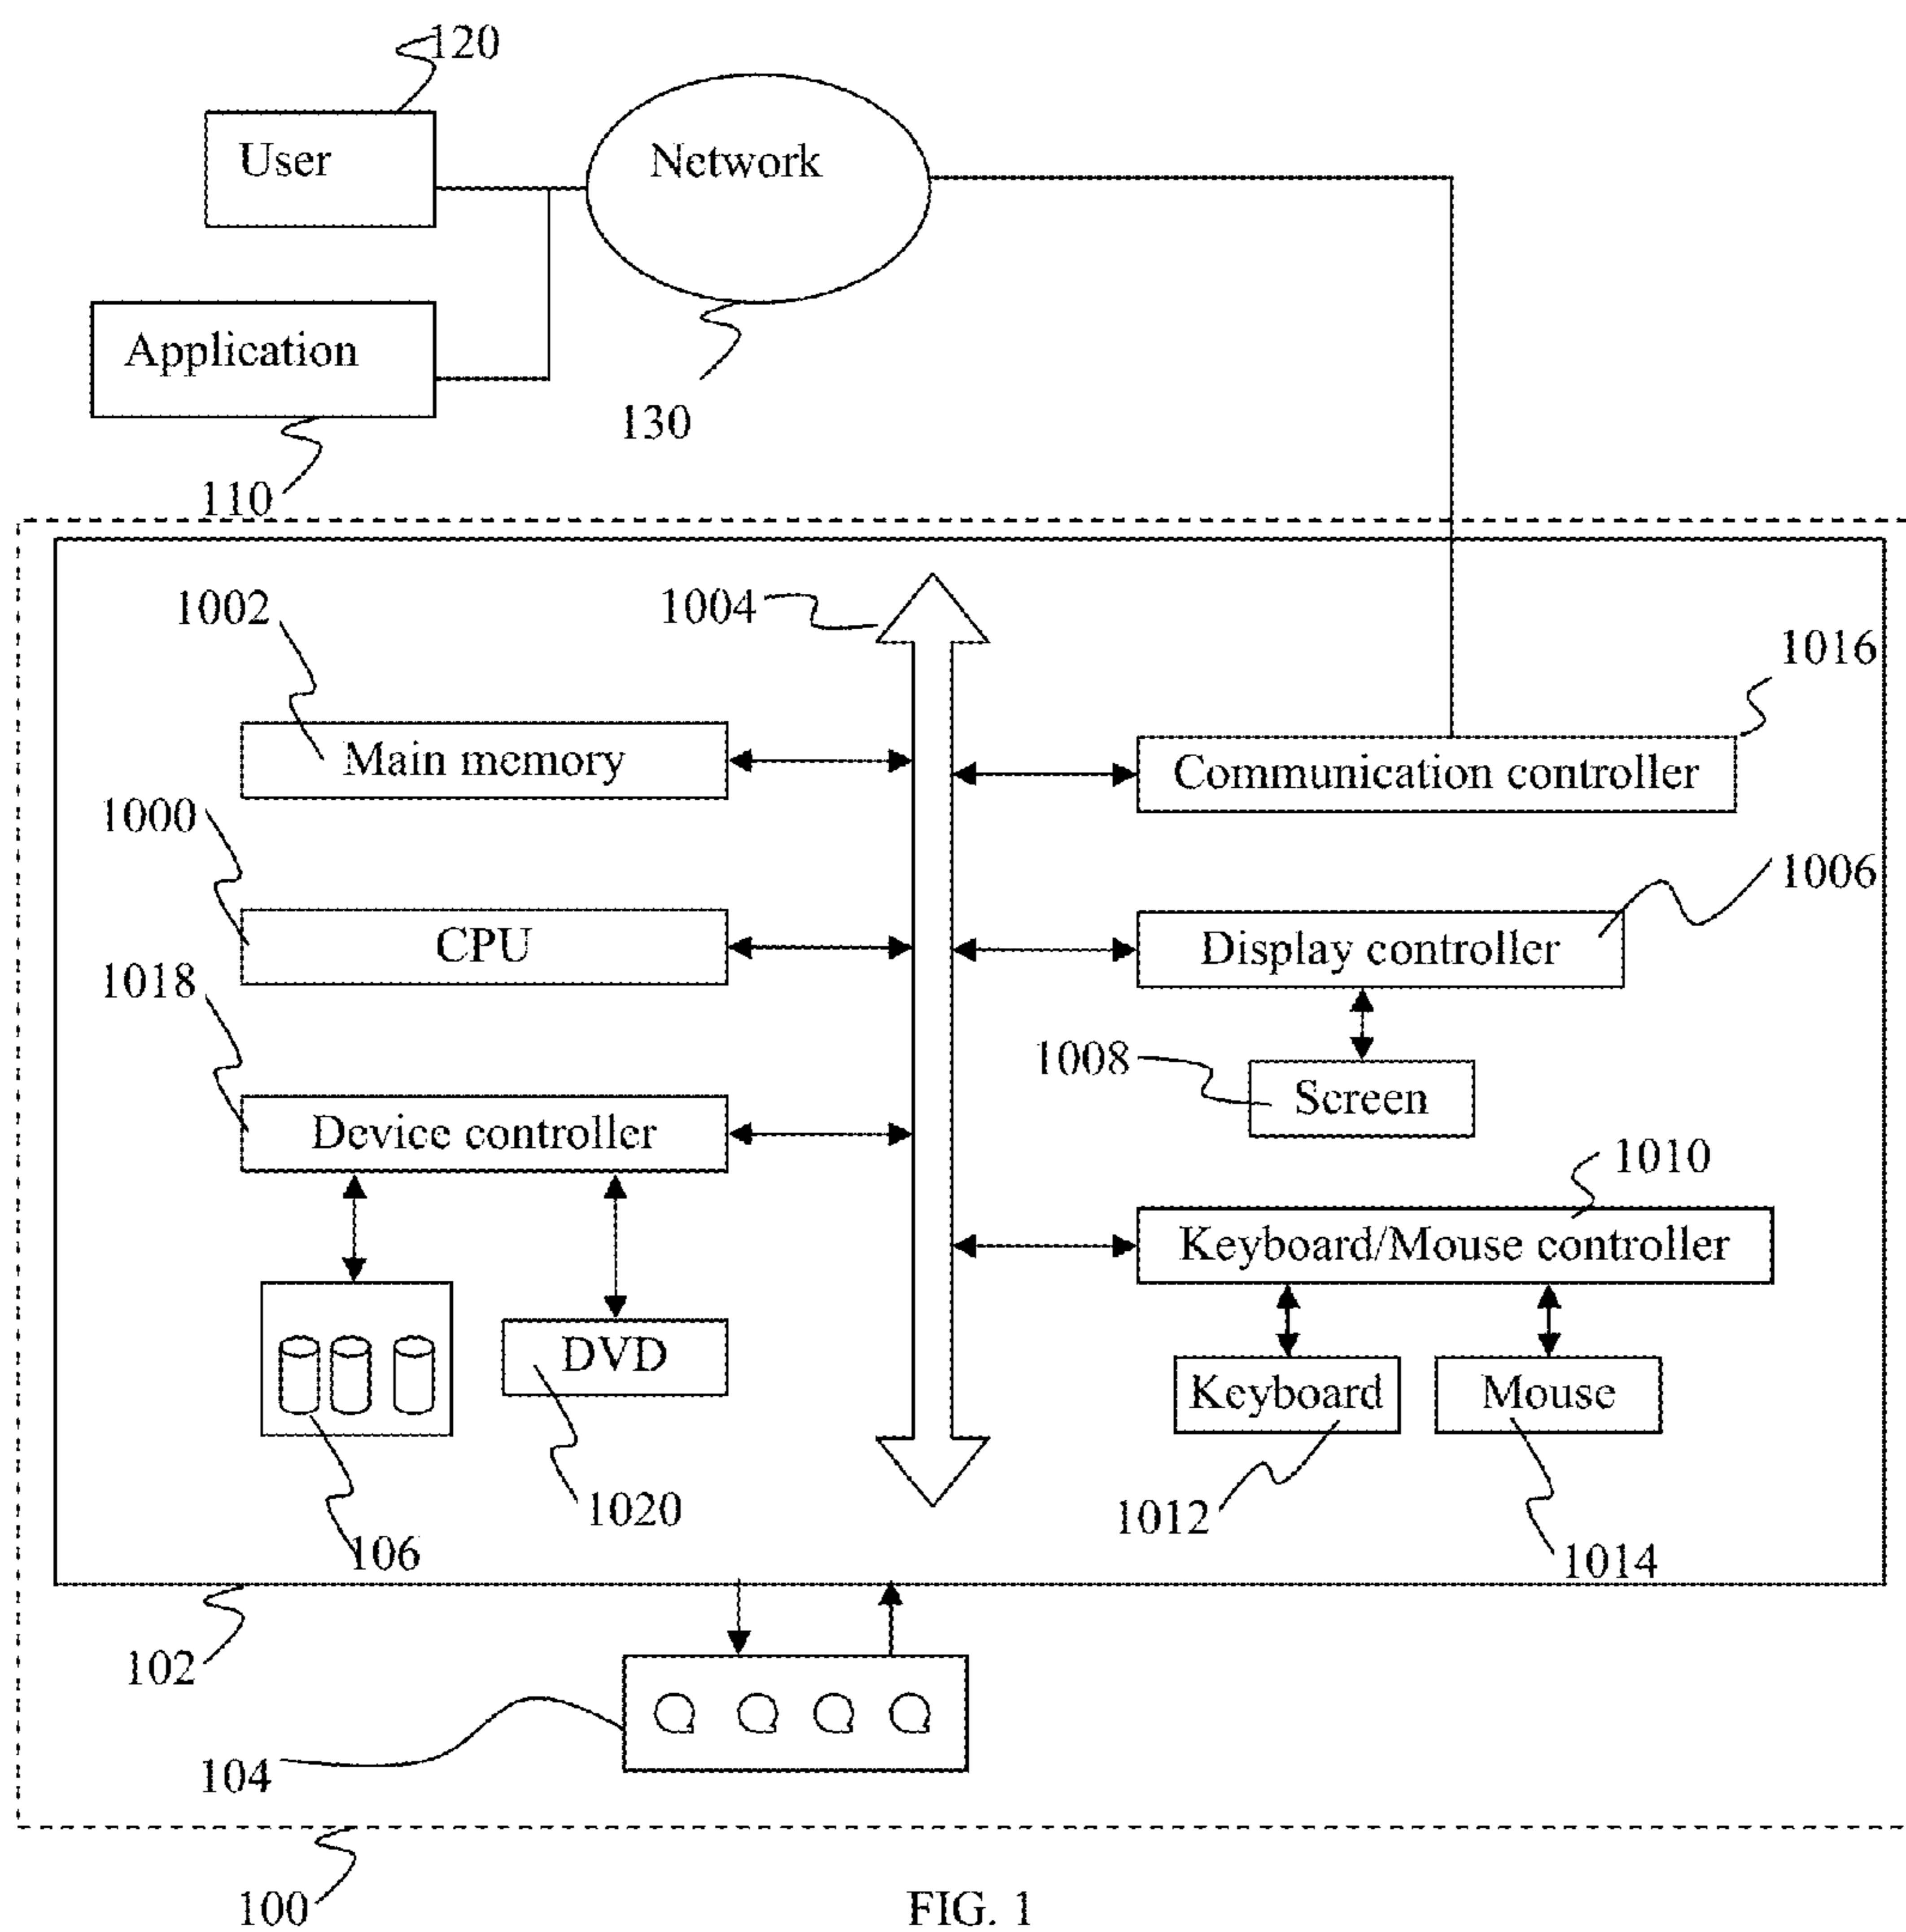 120
User
Network
Application
130
110
1002
1004
1016
Main memory
Communication controller
1000
1006
CPU
Display controller
1018
1008
Screen
Device controller
1010
Keyboard/Mouse controller
DVD
Keyboard
Mouse
1020
1012
106
1014
102
104
100
FIG. 1